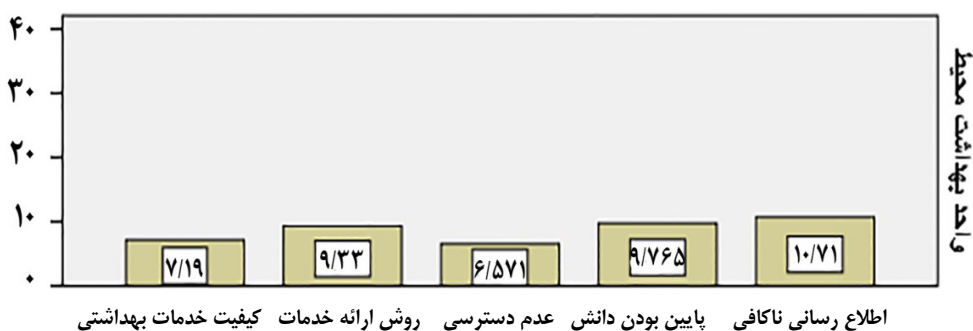 ۴۰
۳۰
۲۰
۱۰
۰
واحد بهداشت محیط
۷/۱۹
۹/۳۳
۶/۵۷۱
۹/۷۶۵
۱۰/۷۱
اطلاع رسانی ناکافی
پایین بودن دانش
عدم دسترسی
روش ارائه خدمات
کیفیت خدمات بهداشتی